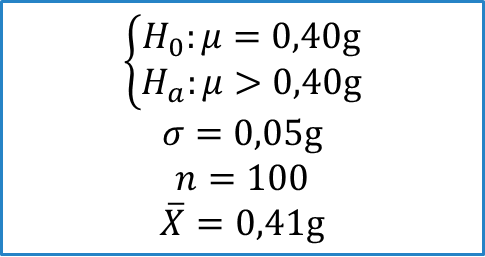 H₀: μ = 0,40g
Hₐ: μ > 0,40g
σ = 0,05g
n = 100
X̄ = 0,41g